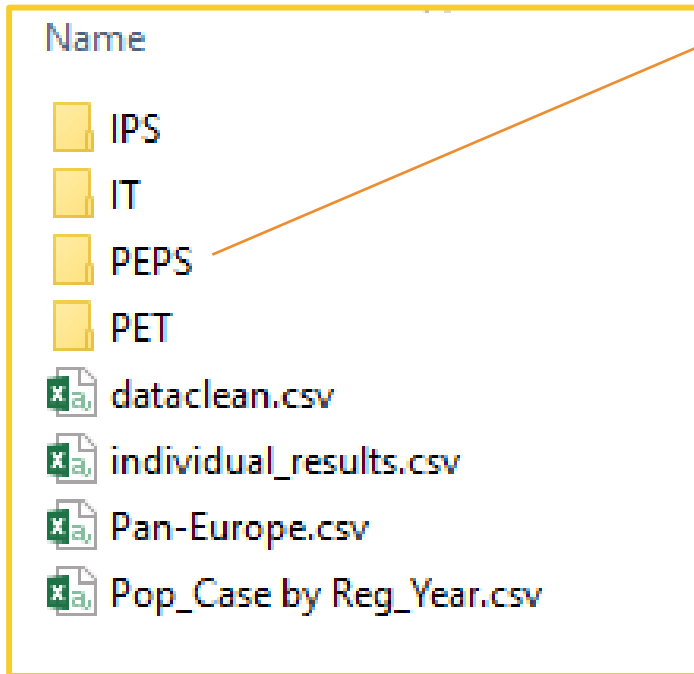 Name
IPS
IT
PEPS
PET
dataclean.csv
individual_results.csv
Pan-Europe.csv
Pop_Case by Reg_Year.csv